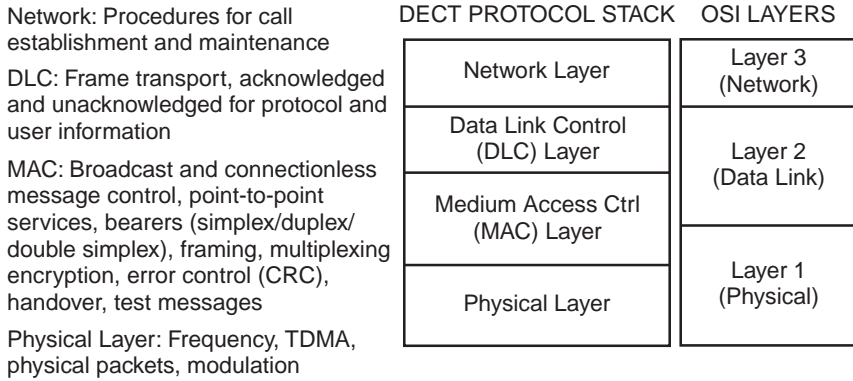 Network: Procedures for call
establishment and maintenance
DLC: Frame transport, acknowledged
and unacknowledged for protocol and
user information
MAC: Broadcast and connectionless
message control, point-to-point
services, bearers (simplex/duplex/
double simplex), framing, multiplexing
encryption, error control (CRC),
handover, test messages
Physical Layer: Frequency, TDMA,
physical packets, modulation
DECT PROTOCOL STACK
Network Layer
Data Link Control
(DLC) Layer
Medium Access Ctrl
(MAC) Layer
Physical Layer
OSI LAYERS
Layer 3
(Network)
Layer 2
(Data Link)
Layer 1
(Physical)